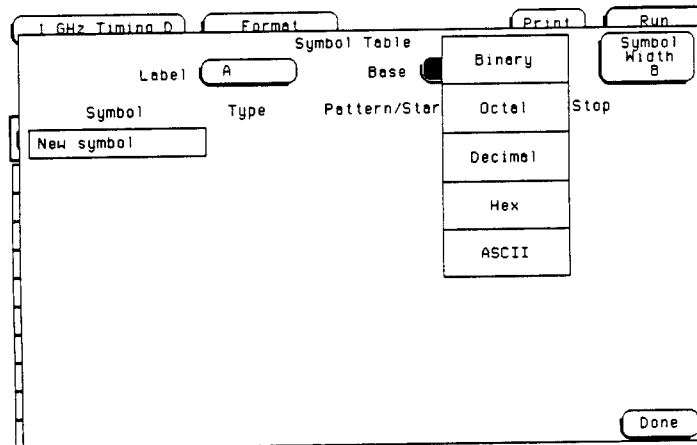 1 GHz Timing D Format Print Run
Symbol Table
Label A Base
Symbol Width 8
Symbol Type Pattern/Star Stop
New symbol
Binary
Octal
Decimal
Hex
ASCII
Done